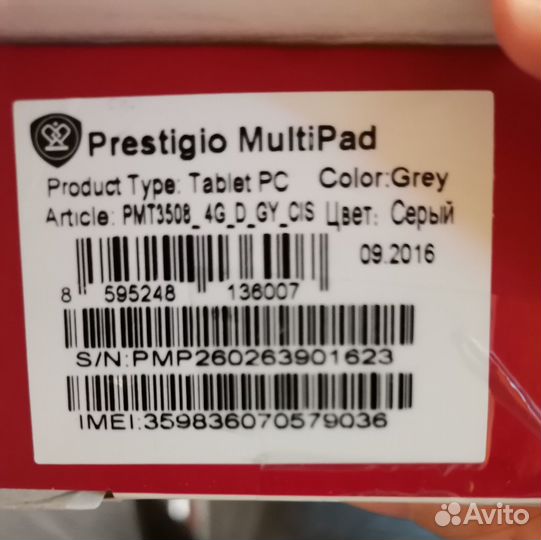 Prestigio MultiPad
Product Type: Tablet PC Color:Grey
Article: PMT3508_4G_D_GY_CIS Цвет: Серый
09.2016
8 595248 136007
S/N:PMP260263901623
IMEI:359836070579036
Avito